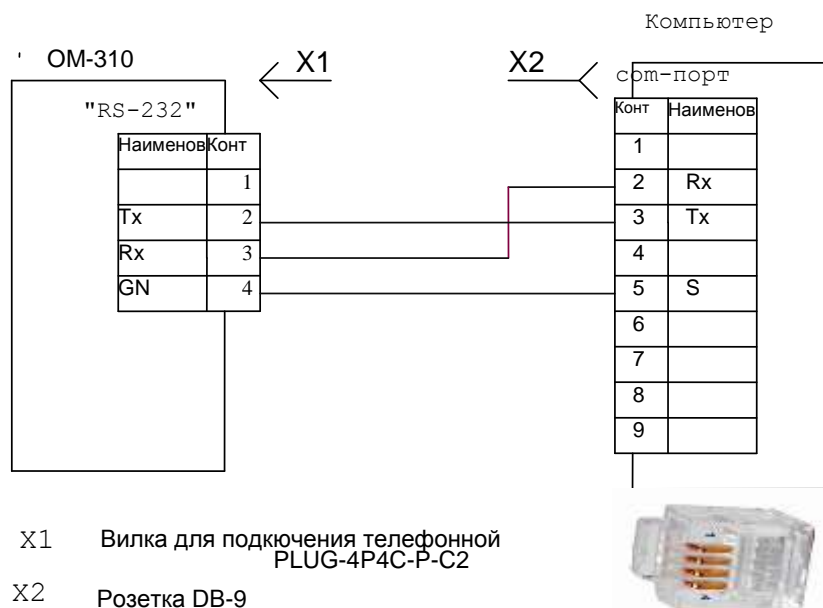 Компьютер
' ОМ-310
X1
X2
com-порт
"RS-232"
Конт Наименов
Наименов Конт
1
1
2 Rx
Tx 2
3 Tx
Rx 3
4
GN 4
5 S
6
7
8
9
X1 Вилка для подкючения телефонной
PLUG-4P4C-P-C2
X2 Розетка DB-9